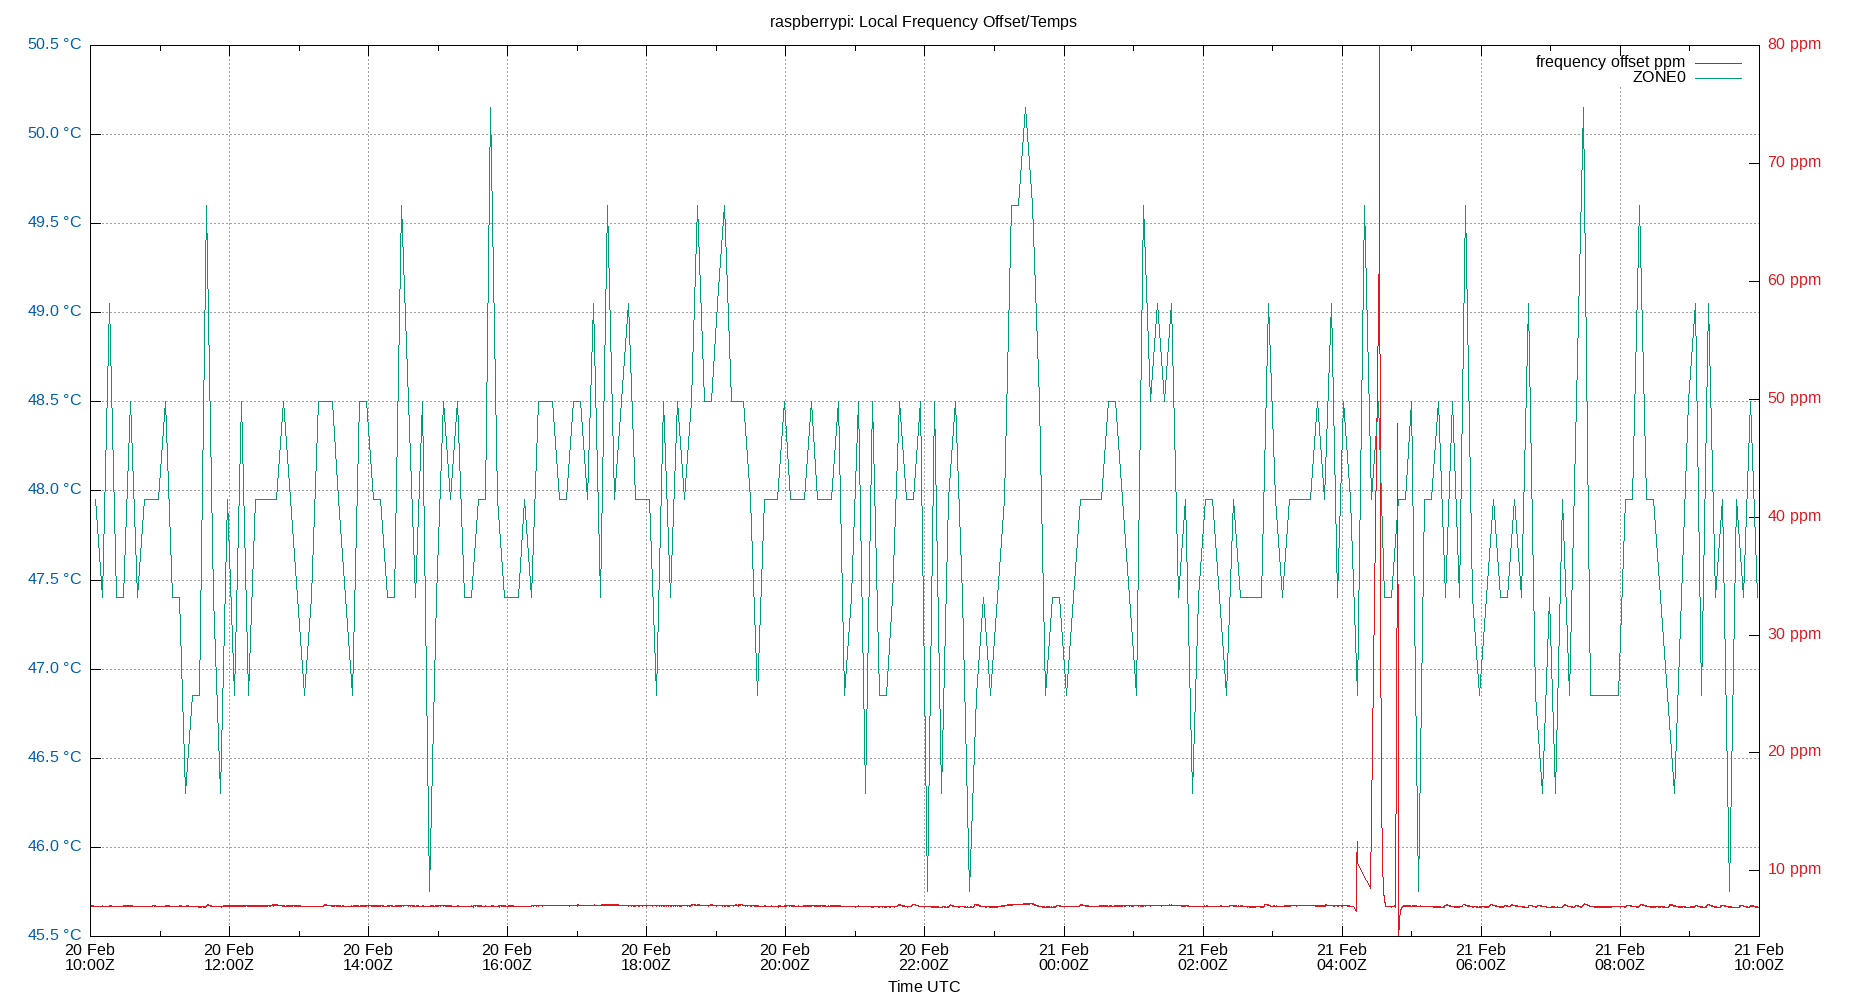 raspberrypi: Local Frequency Offset/Temps
50.5 °C
50.0 °C
49.5 °C
49.0 °C
48.5 °C
48.0 °C
47.5 °C
47.0 °C
46.5 °C
46.0 °C
45.5 °C
80 ppm
70 ppm
60 ppm
50 ppm
40 ppm
30 ppm
20 ppm
10 ppm
frequency offset ppm
ZONE0
20 Feb 20 Feb 20 Feb 20 Feb 20 Feb 20 Feb 20 Feb 21 Feb 21 Feb 21 Feb 21 Feb 21 Feb 21 Feb
10:00Z 12:00Z 14:00Z 16:00Z 18:00Z 20:00Z 22:00Z 00:00Z 02:00Z 04:00Z 06:00Z 08:00Z 10:00Z
Time UTC